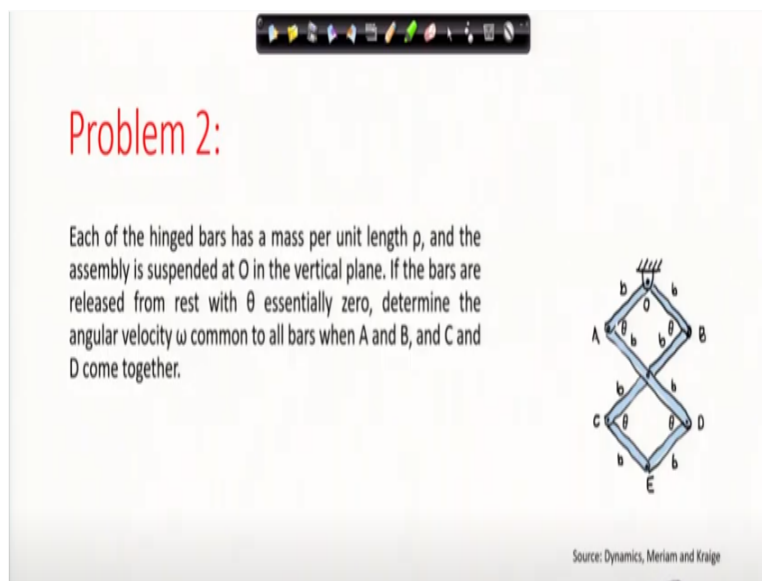 Problem 2:
Each of the hinged bars has a mass per unit length ρ, and the
assembly is suspended at O in the vertical plane. If the bars are
released from rest with θ essentially zero, determine the
angular velocity ω common to all bars when A and B, and C and
D come together.
b b
O
A θ θ B
b b
b b
C θ θ D
b b
E
Source: Dynamics, Meriam and Kraige